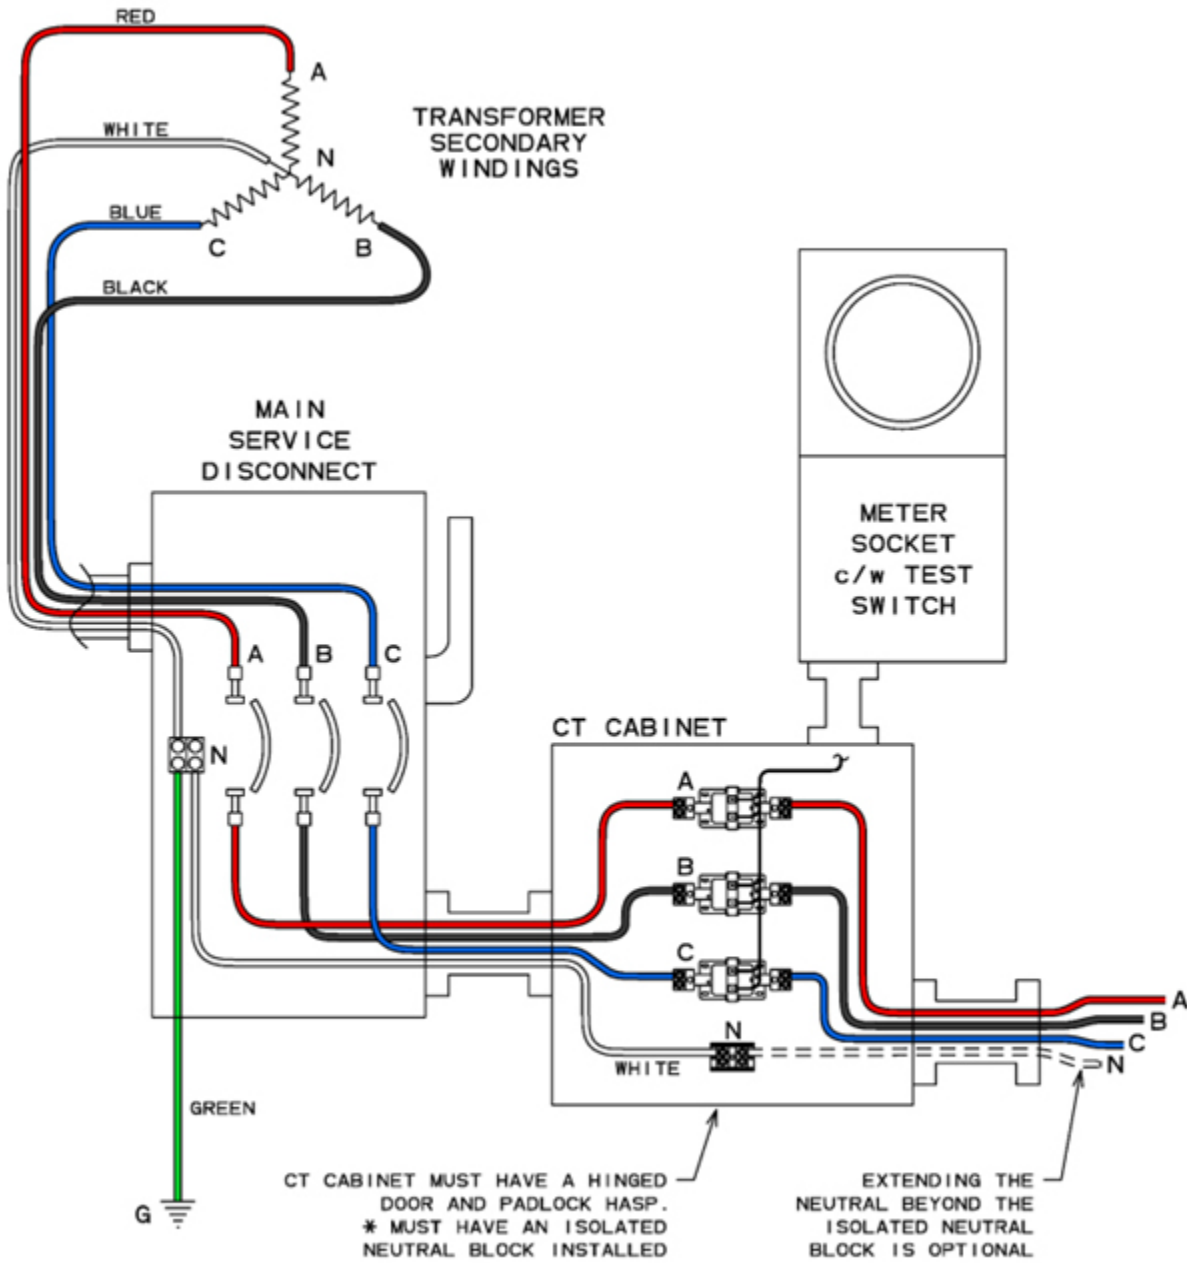 RED
A
WHITE
TRANSFORMER
SECONDARY
WINDINGS
N
BLUE
C
B
BLACK
MAIN
SERVICE
DISCONNECT
METER
SOCKET
c/w TEST
SWITCH
A
B
C
N
CT CABINET
A
B
C
N
WHITE
A
B
C
N
GREEN
G
CT CABINET MUST HAVE A HINGED
DOOR AND PADLOCK HASP.
* MUST HAVE AN ISOLATED
NEUTRAL BLOCK INSTALLED
EXTENDING THE
NEUTRAL BEYOND THE
ISOLATED NEUTRAL
BLOCK IS OPTIONAL